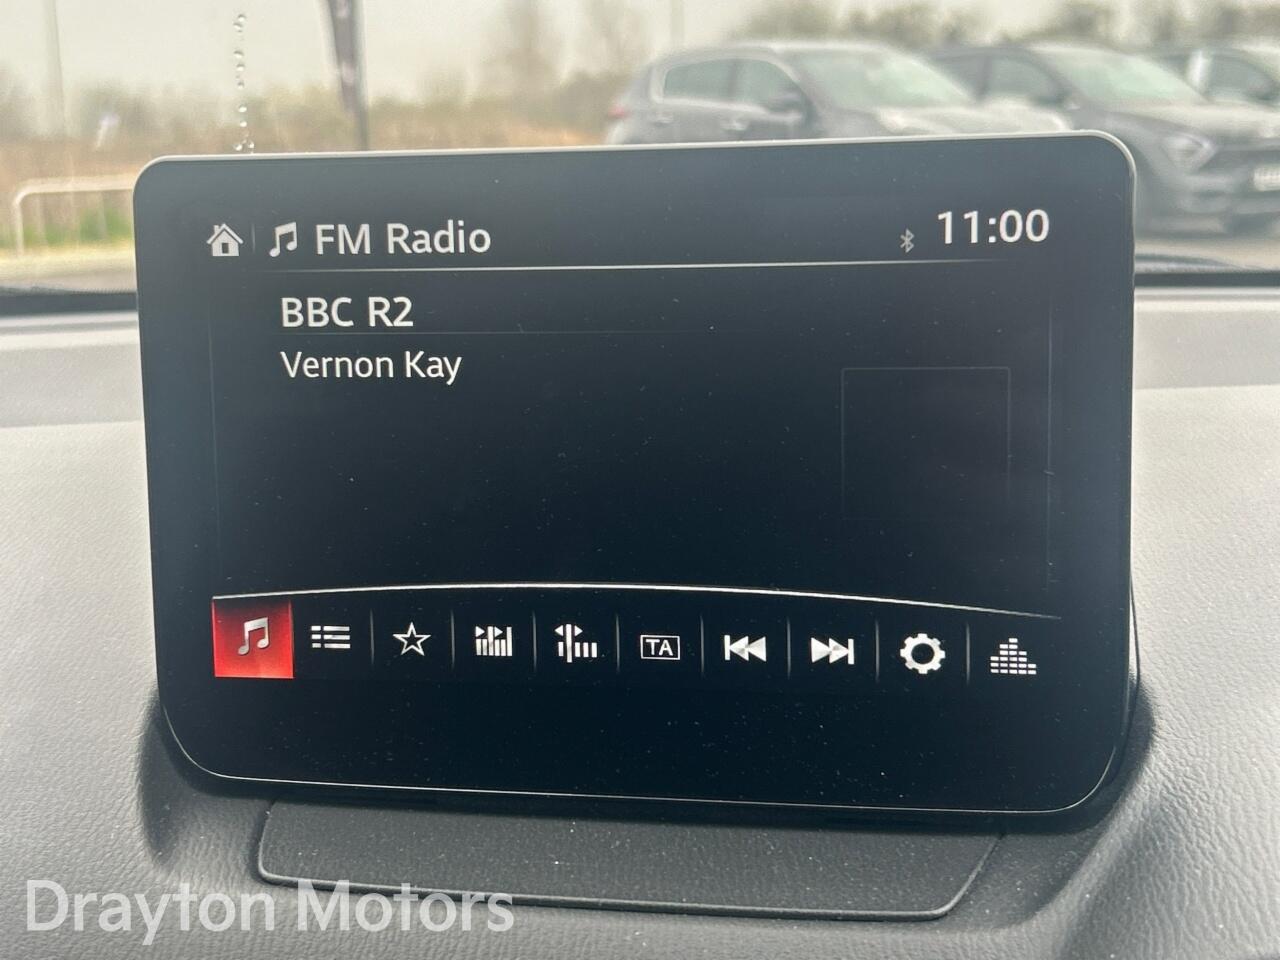 FM Radio
11:00
BBC R2
Vernon Kay
TA
Drayton Motors